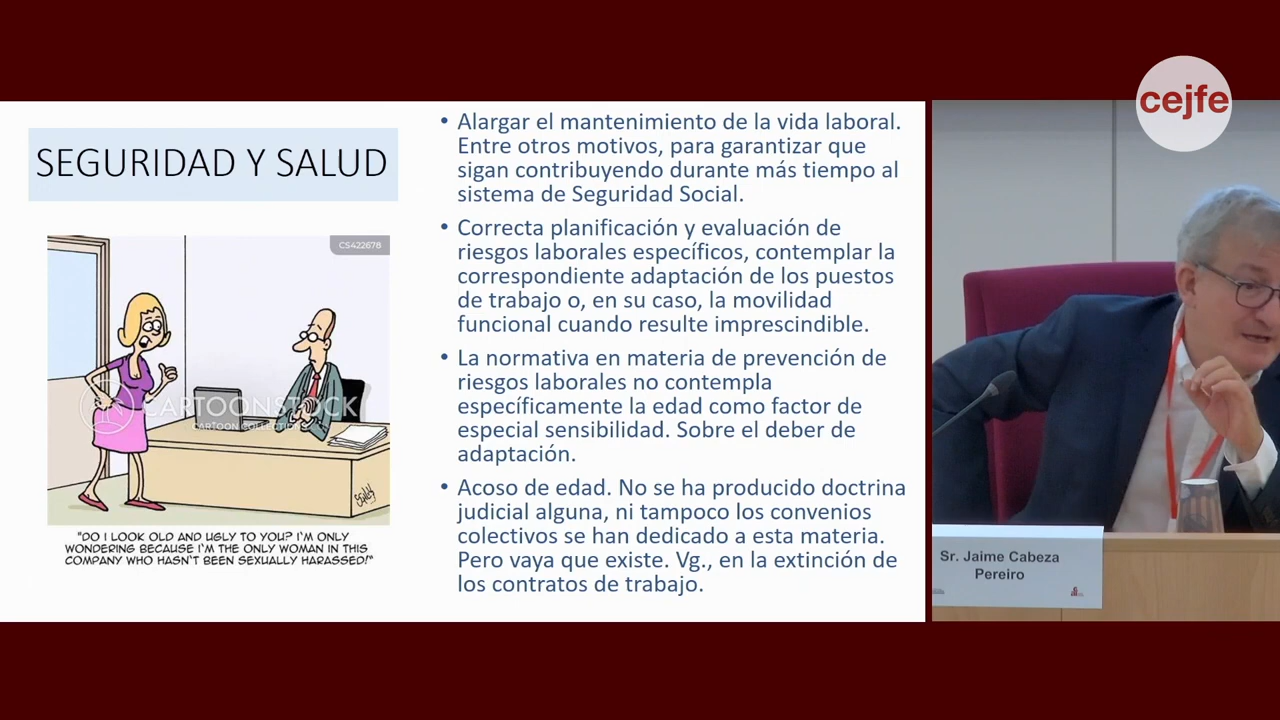 cejfe
SEGURIDAD Y SALUD
CS422678
CARTOONSTOCK
CARTOON COLLECTION
"DO I LOOK OLD AND UGLY TO YOU? I'M ONLY
WONDERING BECAUSE I'M THE ONLY WOMAN IN THIS
COMPANY WHO HASN'T BEEN SEXUALLY HARASSED!"
• Alargar el mantenimiento de la vida laboral.
Entre otros motivos, para garantizar que
sigan contribuyendo durante más tiempo al
sistema de Seguridad Social.
• Correcta planificación y evaluación de
riesgos laborales específicos, contemplar la
correspondiente adaptación de los puestos
de trabajo o, en su caso, la movilidad
funcional cuando resulte imprescindible.
• La normativa en materia de prevención de
riesgos laborales no contempla
específicamente la edad como factor de
especial sensibilidad. Sobre el deber de
adaptación.
• Acoso de edad. No se ha producido doctrina
judicial alguna, ni tampoco los convenios
colectivos se han dedicado a esta materia.
Pero vaya que existe. Vg., en la extinción de
los contratos de trabajo.
Sr. Jaime Cabeza
Pereiro